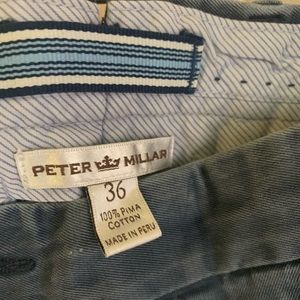 PETER MILLAR
36
100% PIMA
COTTON
MADE IN PERU